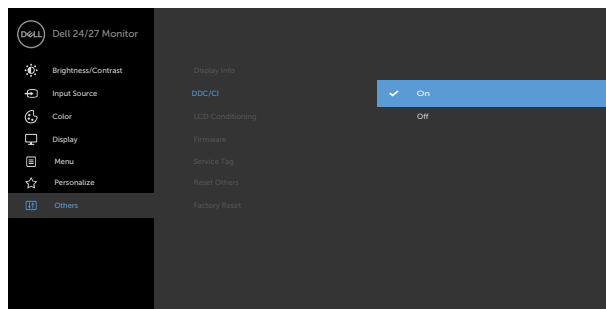 DELL Dell 24/27 Monitor
Brightness/Contrast
Input Source
Color
Display
Menu
Personalize
Others
Display Info
DDC/CI
LCD Conditioning
Firmware
Service Tag
Reset Others
Factory Reset
On
Off